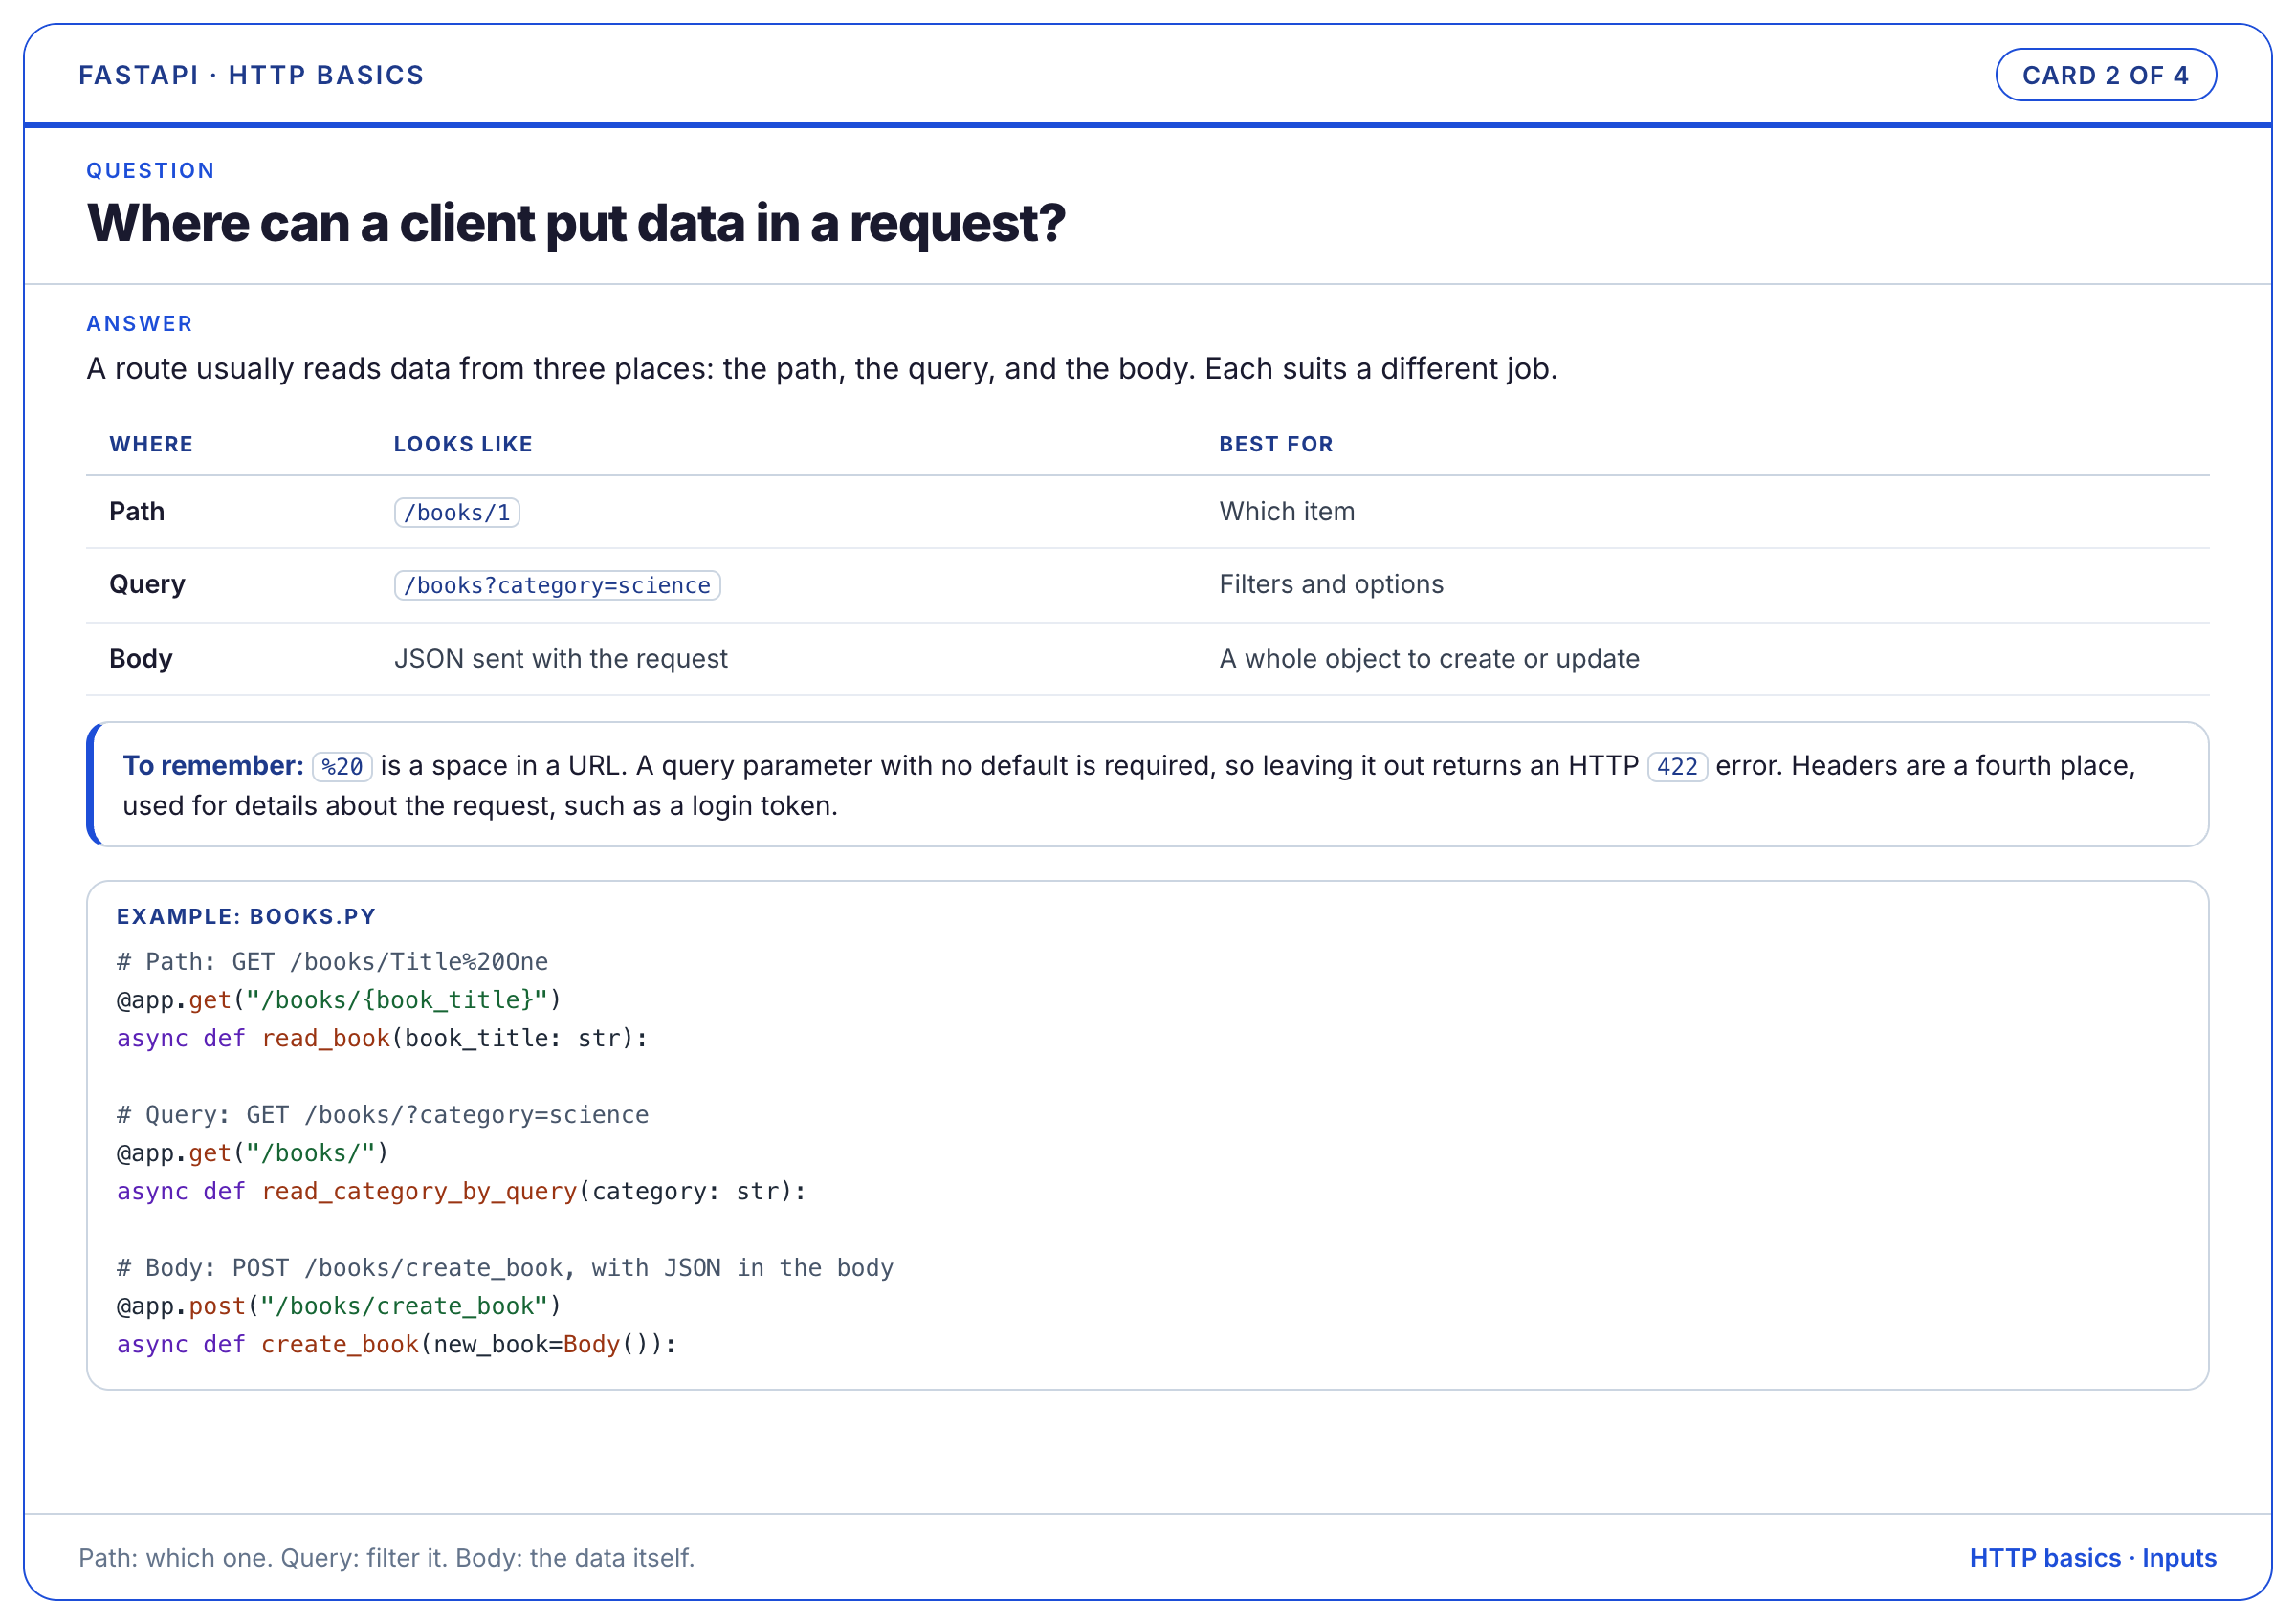 FASTAPI · HTTP BASICS
CARD 2 OF 4
QUESTION
Where can a client put data in a request?
ANSWER
A route usually reads data from three places: the path, the query, and the body. Each suits a different job.
WHERE LOOKS LIKE BEST FOR
Path /books/1 Which item
Query /books?category=science Filters and options
Body JSON sent with the request A whole object to create or update
To remember: %20 is a space in a URL. A query parameter with no default is required, so leaving it out returns an HTTP 422 error. Headers are a fourth place,
used for details about the request, such as a login token.
EXAMPLE: BOOKS.PY
# Path: GET /books/Title%20One
@app.get("/books/{book_title}")
async def read_book(book_title: str):
# Query: GET /books/?category=science
@app.get("/books/")
async def read_category_by_query(category: str):
# Body: POST /books/create_book, with JSON in the body
@app.post("/books/create_book")
async def create_book(new_book=Body()):
Path: which one. Query: filter it. Body: the data itself.
HTTP basics · Inputs